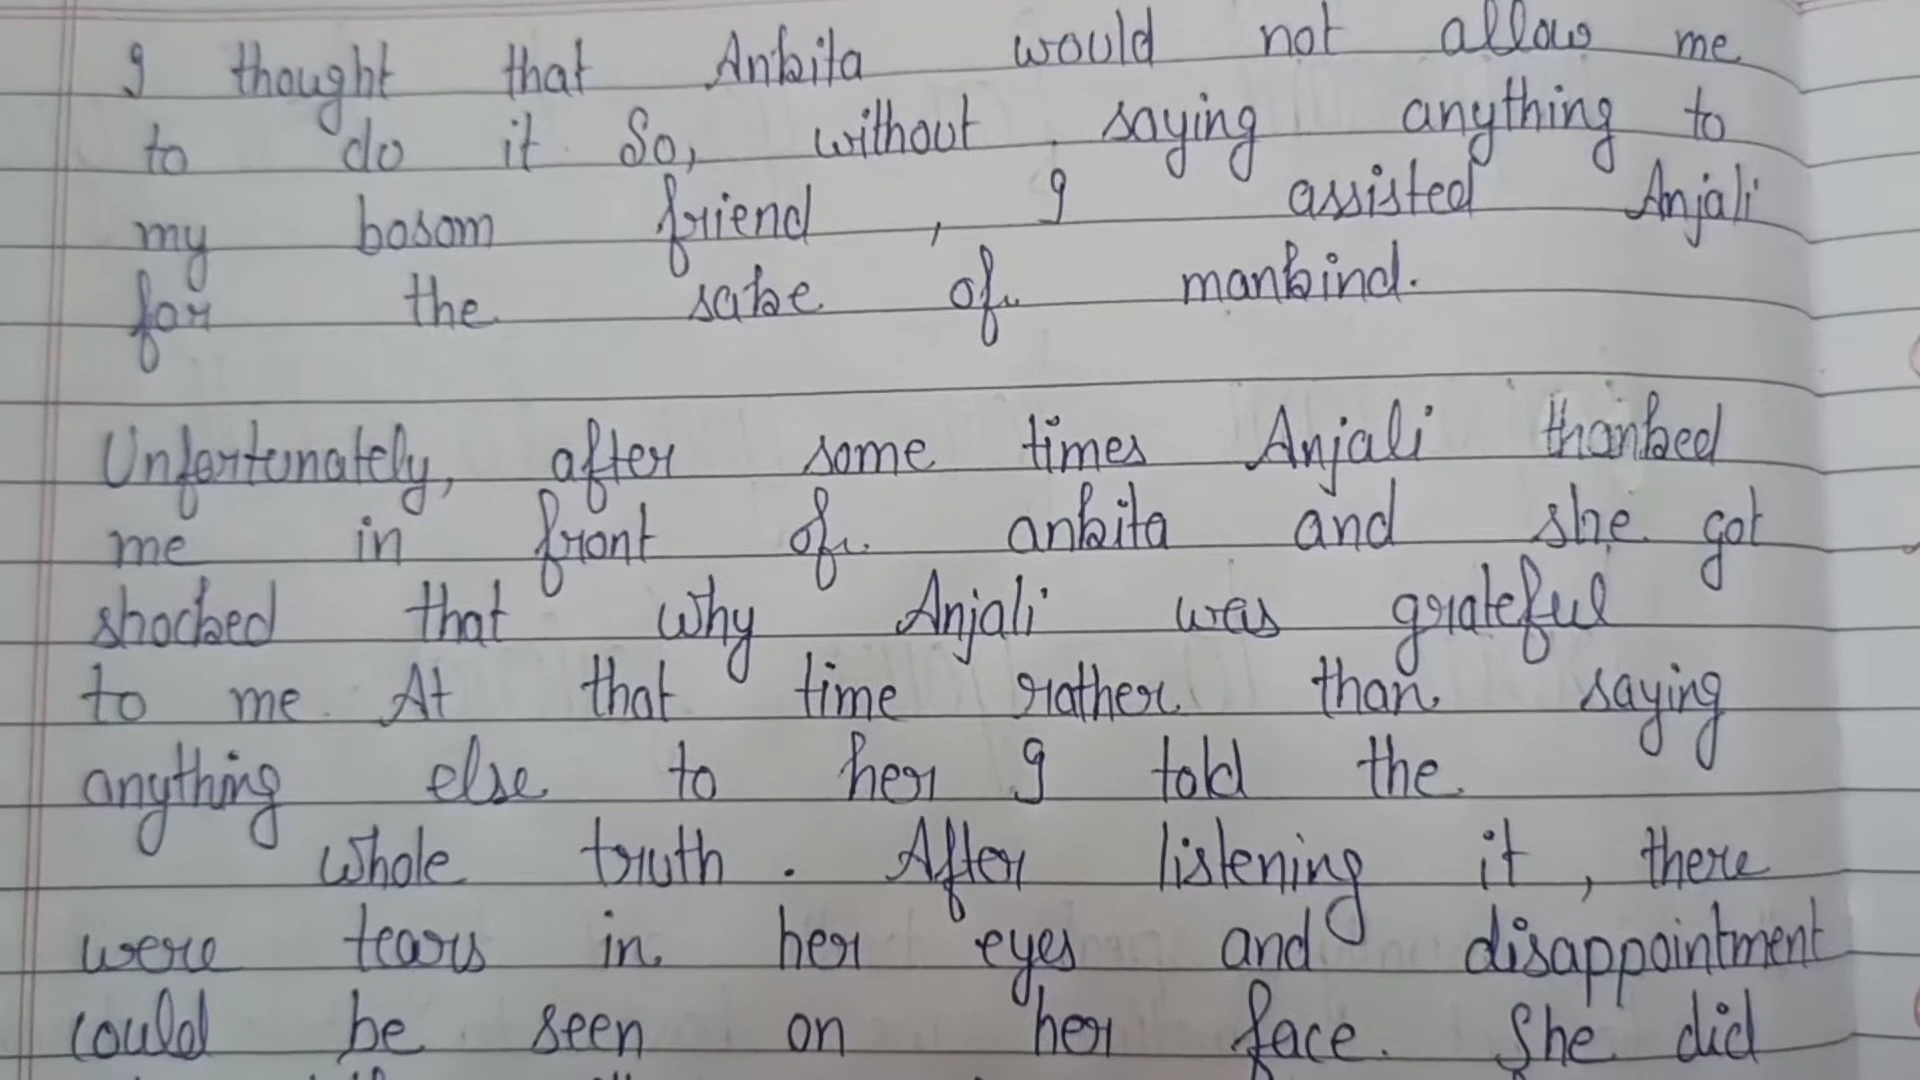 I thought that Ankita would not allow me
to do it. So, without saying anything to
my bosom friend, I assisted Anjali
for the sake of mankind.
Unfortunately, after some times Anjali thanked
me in front of ankita and she got
shocked that why Anjali was grateful
to me. At that time rather than saying
anything else to her I told the
whole truth. After listening it, there
were tears in her eyes and disappointment
could be seen on her face. She did